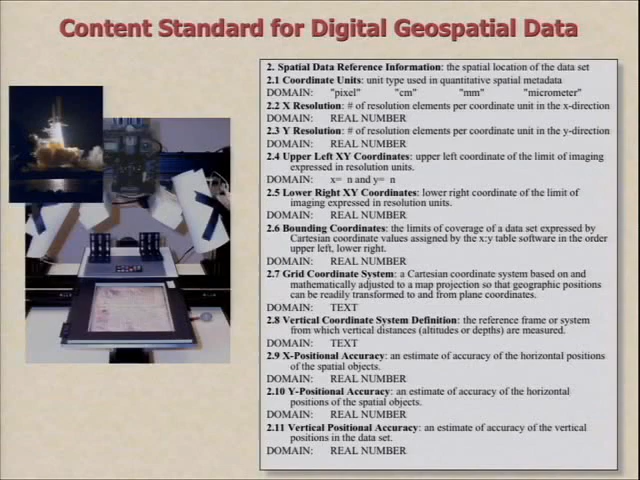 Content Standard for Digital Geospatial Data
2. Spatial Data Reference Information: the spatial location of the data set
2.1 Coordinate Units: unit type used in quantitative spatial metadata
DOMAIN: "pixel" "cm" "mm" "micrometer"
2.2 X Resolution: # of resolution elements per coordinate unit in the x-direction
DOMAIN: REAL NUMBER
2.3 Y Resolution: # of resolution elements per coordinate unit in the y-direction
DOMAIN: REAL NUMBER
2.4 Upper Left XY Coordinates: upper left coordinate of the limit of imaging
expressed in resolution units.
DOMAIN: x= n and y= n
2.5 Lower Right XY Coordinates: lower right coordinate of the limit of
imaging expressed in resolution units.
DOMAIN: REAL NUMBER
2.6 Bounding Coordinates: the limits of coverage of a data set expressed by
Cartesian coordinate values assigned by the x:y table software in the order
upper left, lower right.
DOMAIN: REAL NUMBER
2.7 Grid Coordinate System: a Cartesian coordinate system based on and
mathematically adjusted to a map projection so that geographic positions
can be readily transformed to and from plane coordinates.
DOMAIN: TEXT
2.8 Vertical Coordinate System Definition: the reference frame or system
from which vertical distances (altitudes or depths) are measured.
DOMAIN: TEXT
2.9 X-Positional Accuracy: an estimate of accuracy of the horizontal positions
of the spatial objects.
DOMAIN: REAL NUMBER
2.10 Y-Positional Accuracy: an estimate of accuracy of the horizontal
positions of the spatial objects.
DOMAIN: REAL NUMBER
2.11 Vertical Positional Accuracy: an estimate of accuracy of the vertical
positions in the data set.
DOMAIN: REAL NUMBER